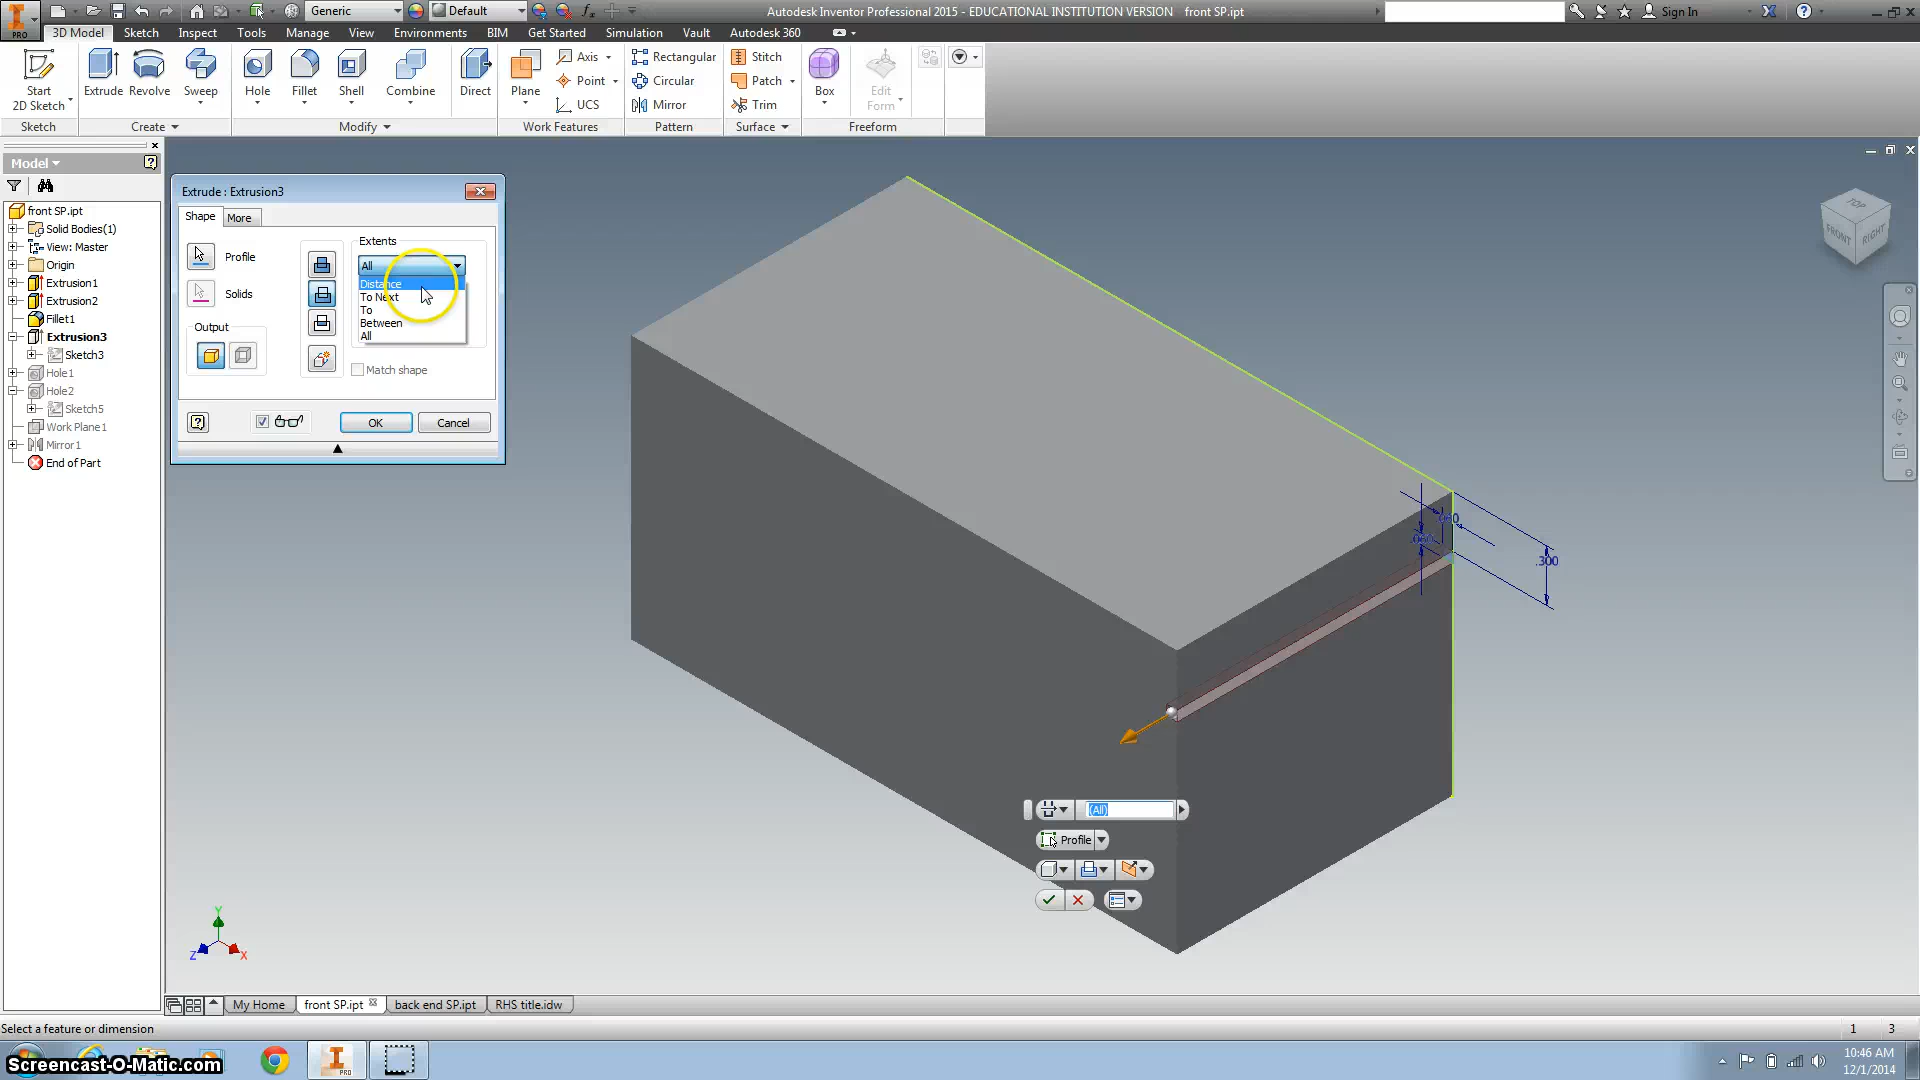 Generic
Default
Autodesk Inventor Professional 2015 - EDUCATIONAL INSTITUTION VERSION front SP.ipt
Sign In
PRO
3D Model Sketch Inspect Tools Manage View Environments BIM Get Started Simulation Vault Autodesk 360
Start
2D Sketch
Extrude Revolve Sweep
Hole Fillet Shell Combine
Direct
Plane
Axis
Point
UCS
Rectangular
Circular
Mirror
Stitch
Patch
Trim
Box
Edit
Form
Sketch Create Modify Work Features Pattern Surface Freeform
Model
front SP.ipt
Solid Bodies(1)
View: Master
Origin
Extrusion1
Extrusion2
Fillet1
Extrusion3
Sketch3
Hole1
Hole2
Sketch5
Work Plane1
Mirror1
End of Part
Extrude : Extrusion3
Shape More
Profile
Solids
Output
Extents
All
Distance
To Next
To
Between
All
Match shape
OK Cancel
TOP
FRONT
RIGHT
.060
.300
(All)
Profile
Y
Z
X
My Home front SP.ipt back end SP.ipt RHS title.idw
Select a feature or dimension
1 3
Screencast-O-Matic.com
PRO
10:46 AM
12/1/2014